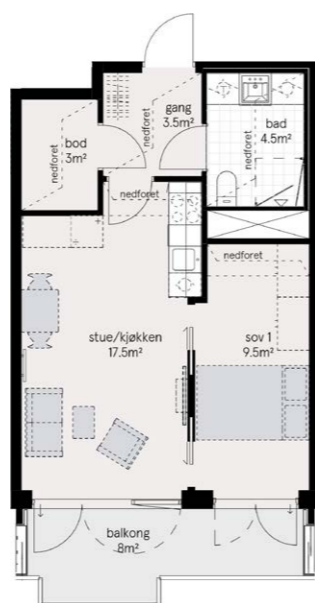 gang
3.5m²
nedforet
bad
4.5m²
nedforet
bod
3m²
nedforet
nedforet
nedforet
stue/kjøkken
17.5m²
sov 1
9.5m²
balkong
8m²